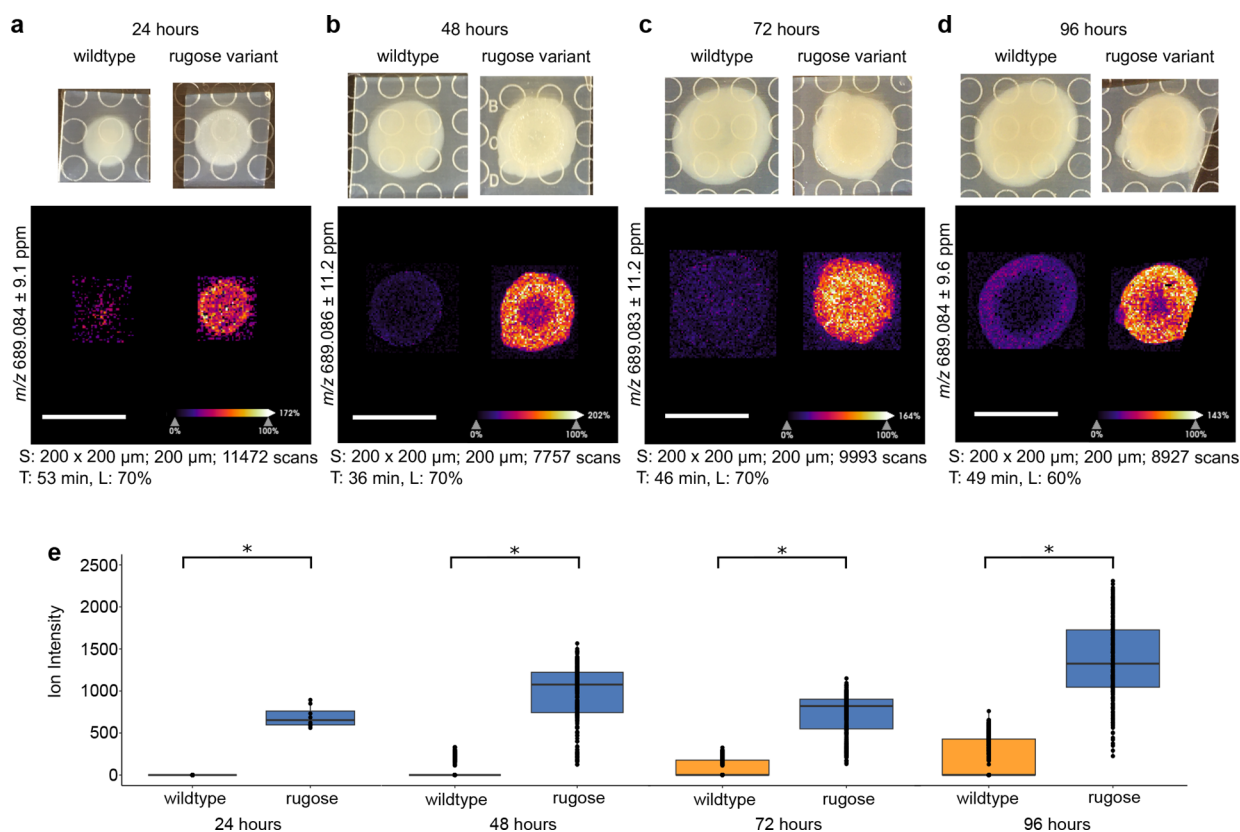 a 24 hours
wildtype rugose variant
b 48 hours
wildtype rugose variant
B
C
D
c 72 hours
wildtype rugose variant
d 96 hours
wildtype rugose variant
m/z 689.084 ± 9.1 ppm
172%
0% 100%
S: 200 x 200 µm; 200 µm; 11472 scans
T: 53 min, L: 70%
m/z 689.086 ± 11.2 ppm
202%
0% 100%
S: 200 x 200 µm; 200 µm; 7757 scans
T: 36 min, L: 70%
m/z 689.083 ± 11.2 ppm
164%
0% 100%
S: 200 x 200 µm; 200 µm; 9993 scans
T: 46 min, L: 70%
m/z 689.084 ± 9.6 ppm
143%
0% 100%
S: 200 x 200 µm; 200 µm; 8927 scans
T: 49 min, L: 60%
e
Ion Intensity
2500
2000
1500
1000
500
0
* * * *
wildtype rugose wildtype rugose wildtype rugose wildtype rugose
24 hours 48 hours 72 hours 96 hours